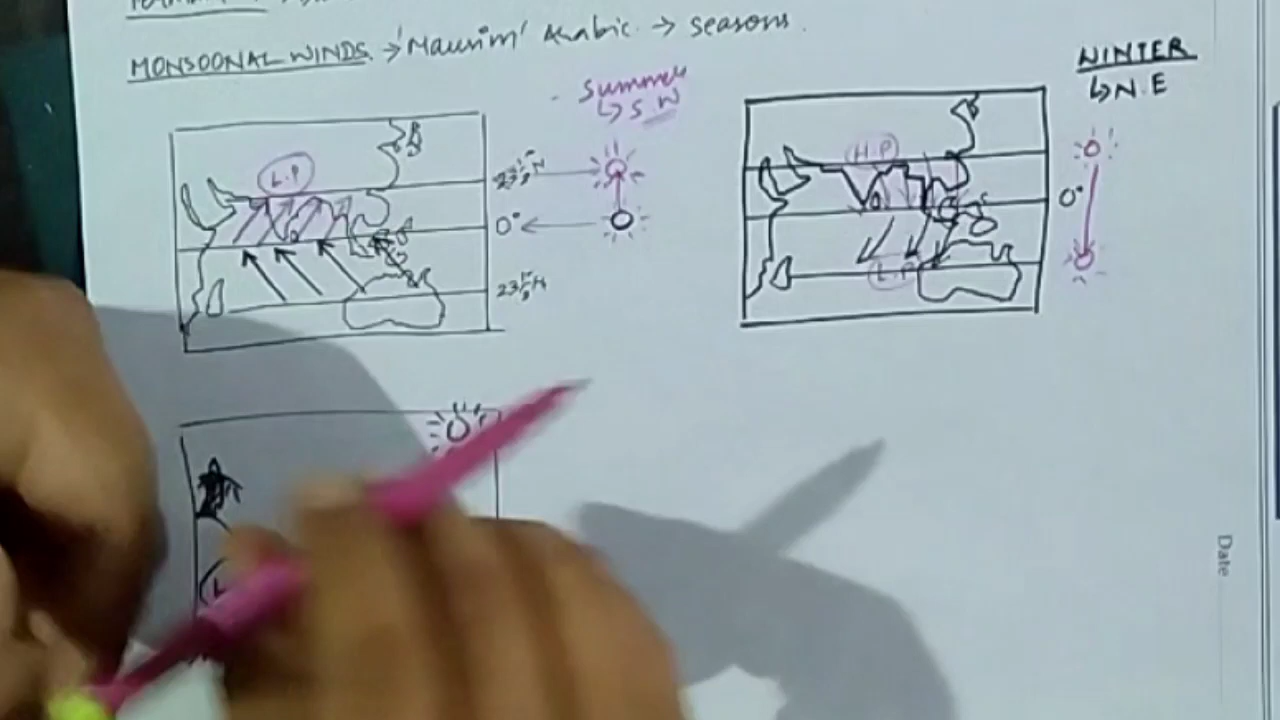 MONSOONAL WINDS → 'Mausim' Arabic → seasons.
Summer
↳ S.W
WINTER
↳ N.E
L.P
23½°N
0°
23½°N
H.P
0°
L.P
(L
Date